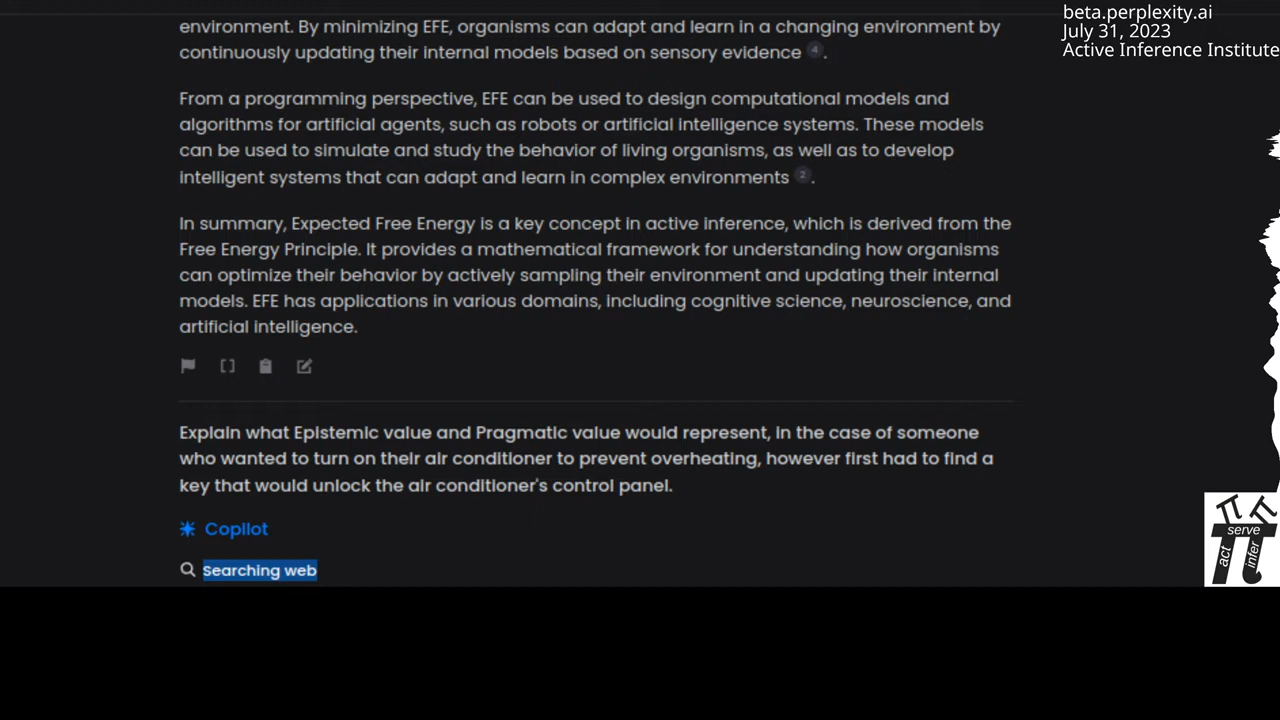 beta.perplexity.ai
July 31, 2023
Active Inference Institute
environment. By minimizing EFE, organisms can adapt and learn in a changing environment by
continuously updating their internal models based on sensory evidence 4 .
From a programming perspective, EFE can be used to design computational models and
algorithms for artificial agents, such as robots or artificial intelligence systems. These models
can be used to simulate and study the behavior of living organisms, as well as to develop
intelligent systems that can adapt and learn in complex environments 2 .
In summary, Expected Free Energy is a key concept in active inference, which is derived from the
Free Energy Principle. It provides a mathematical framework for understanding how organisms
can optimize their behavior by actively sampling their environment and updating their internal
models. EFE has applications in various domains, including cognitive science, neuroscience, and
artificial intelligence.
Explain what Epistemic value and Pragmatic value would represent, in the case of someone
who wanted to turn on their air conditioner to prevent overheating, however first had to find a
key that would unlock the air conditioner's control panel.
Copilot
Searching web
π π
serve
act infer